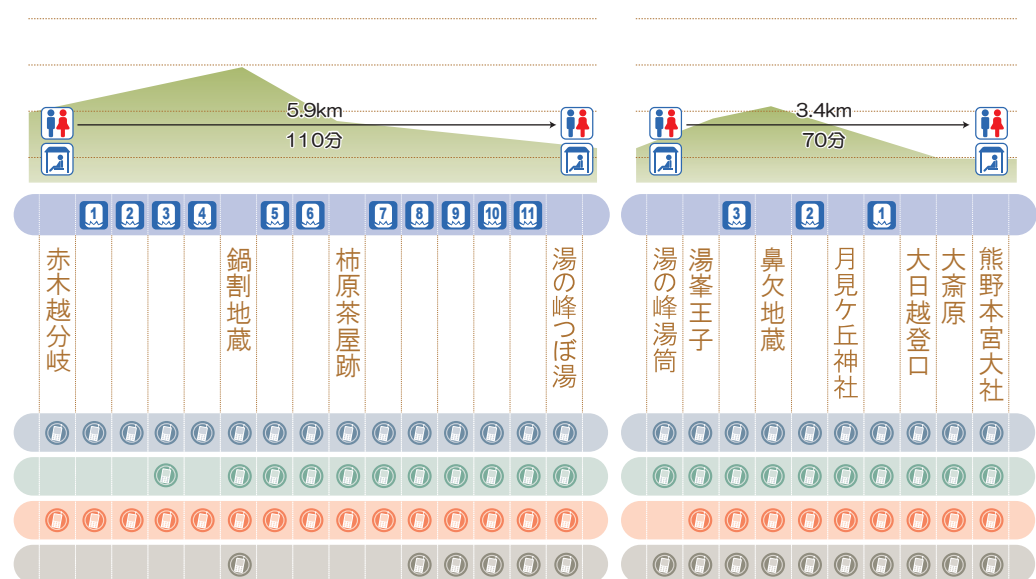 5.9km
110分
1 2 3 4 5 6 7 8 9 10 11
赤木越分岐
鍋割地蔵
柿原茶屋跡
湯の峰つぼ湯
3.4km
70分
3 2 1
湯の峰湯筒
湯峯王子
鼻欠地蔵
月見ケ丘神社
大日越登口
大斎原
熊野本宮大社